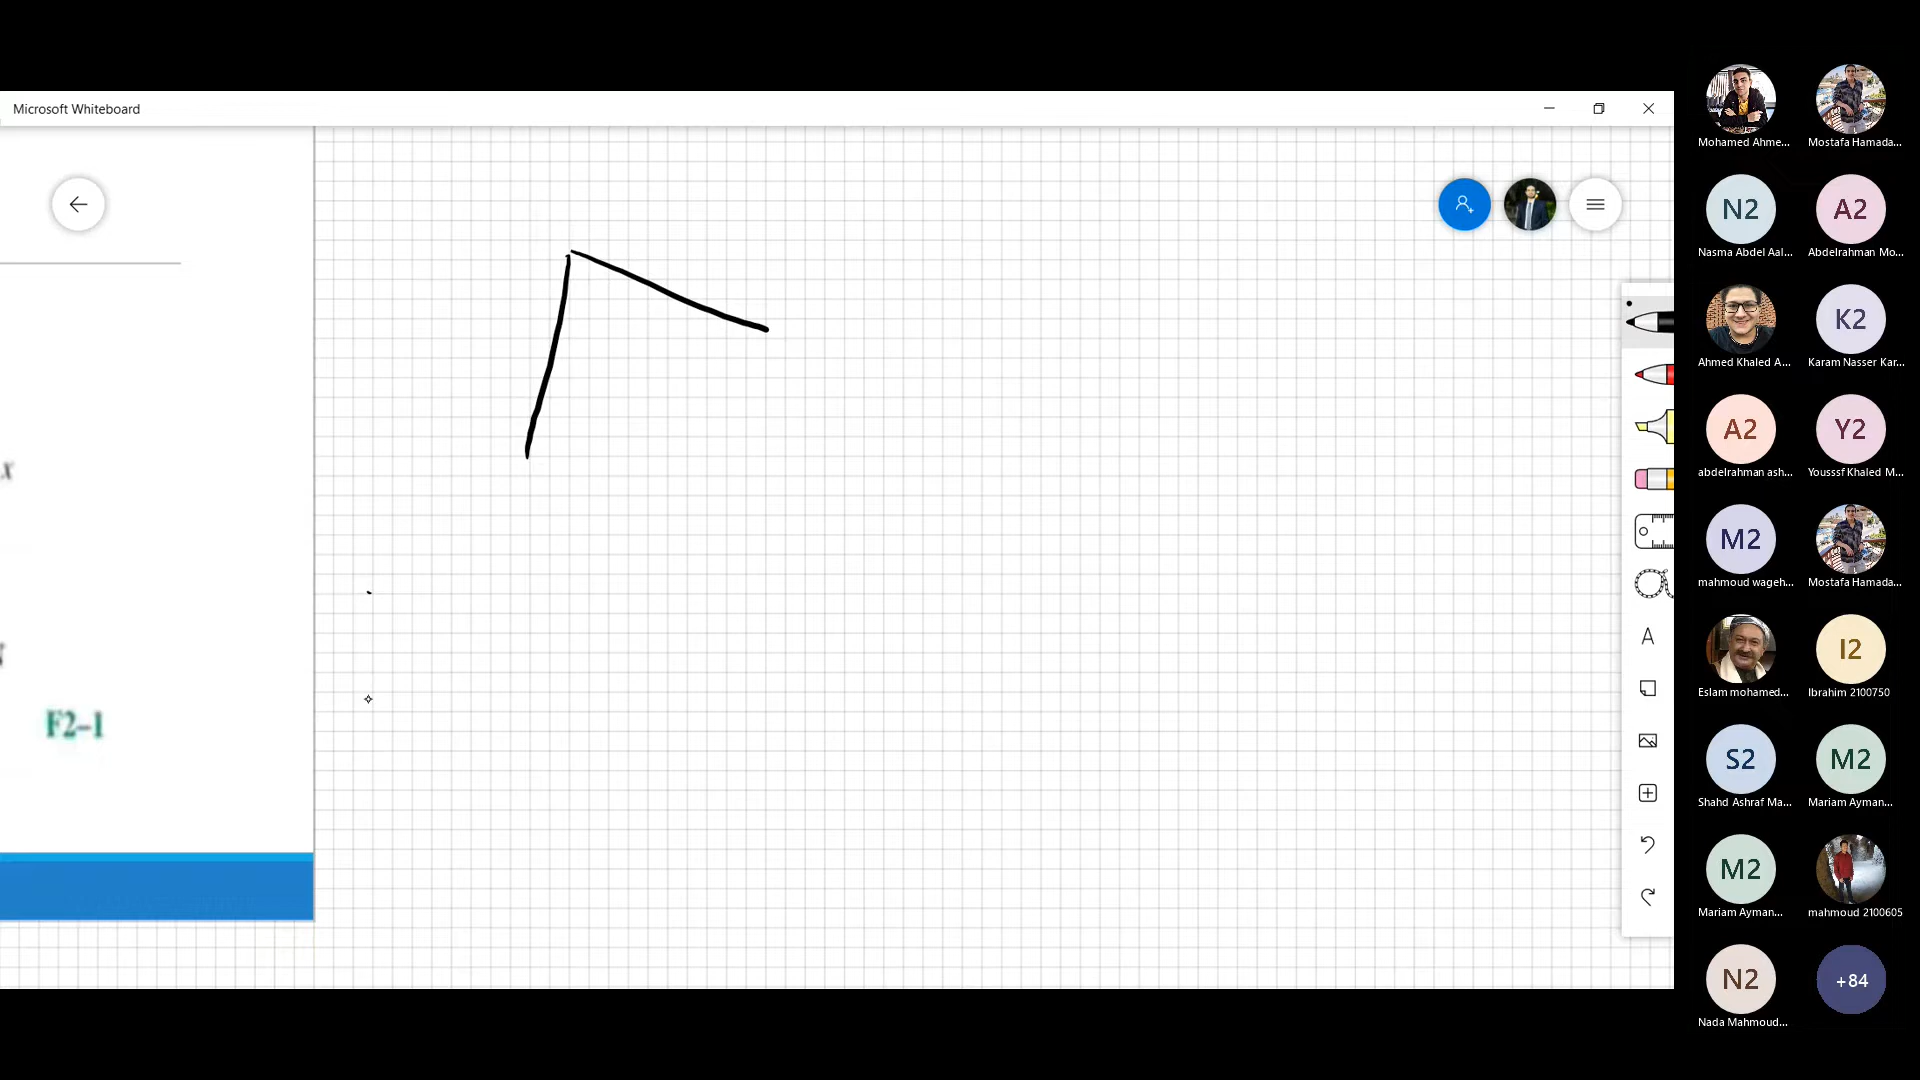 Microsoft Whiteboard
x
F2–1
A
Mohamed Ahme...
Mostafa Hamada...
N2
A2
Nasma Abdel Aal...
Abdelrahman Mo...
K2
Ahmed Khaled A...
Karam Nasser Kar...
A2
Y2
abdelrahman ash...
Yousssf Khaled M...
M2
mahmoud wageh...
Mostafa Hamada...
I2
Eslam mohamed...
Ibrahim 2100750
S2
M2
Shahd Ashraf Ma...
Mariam Ayman...
M2
Mariam Ayman...
mahmoud 2100605
N2
+84
Nada Mahmoud...